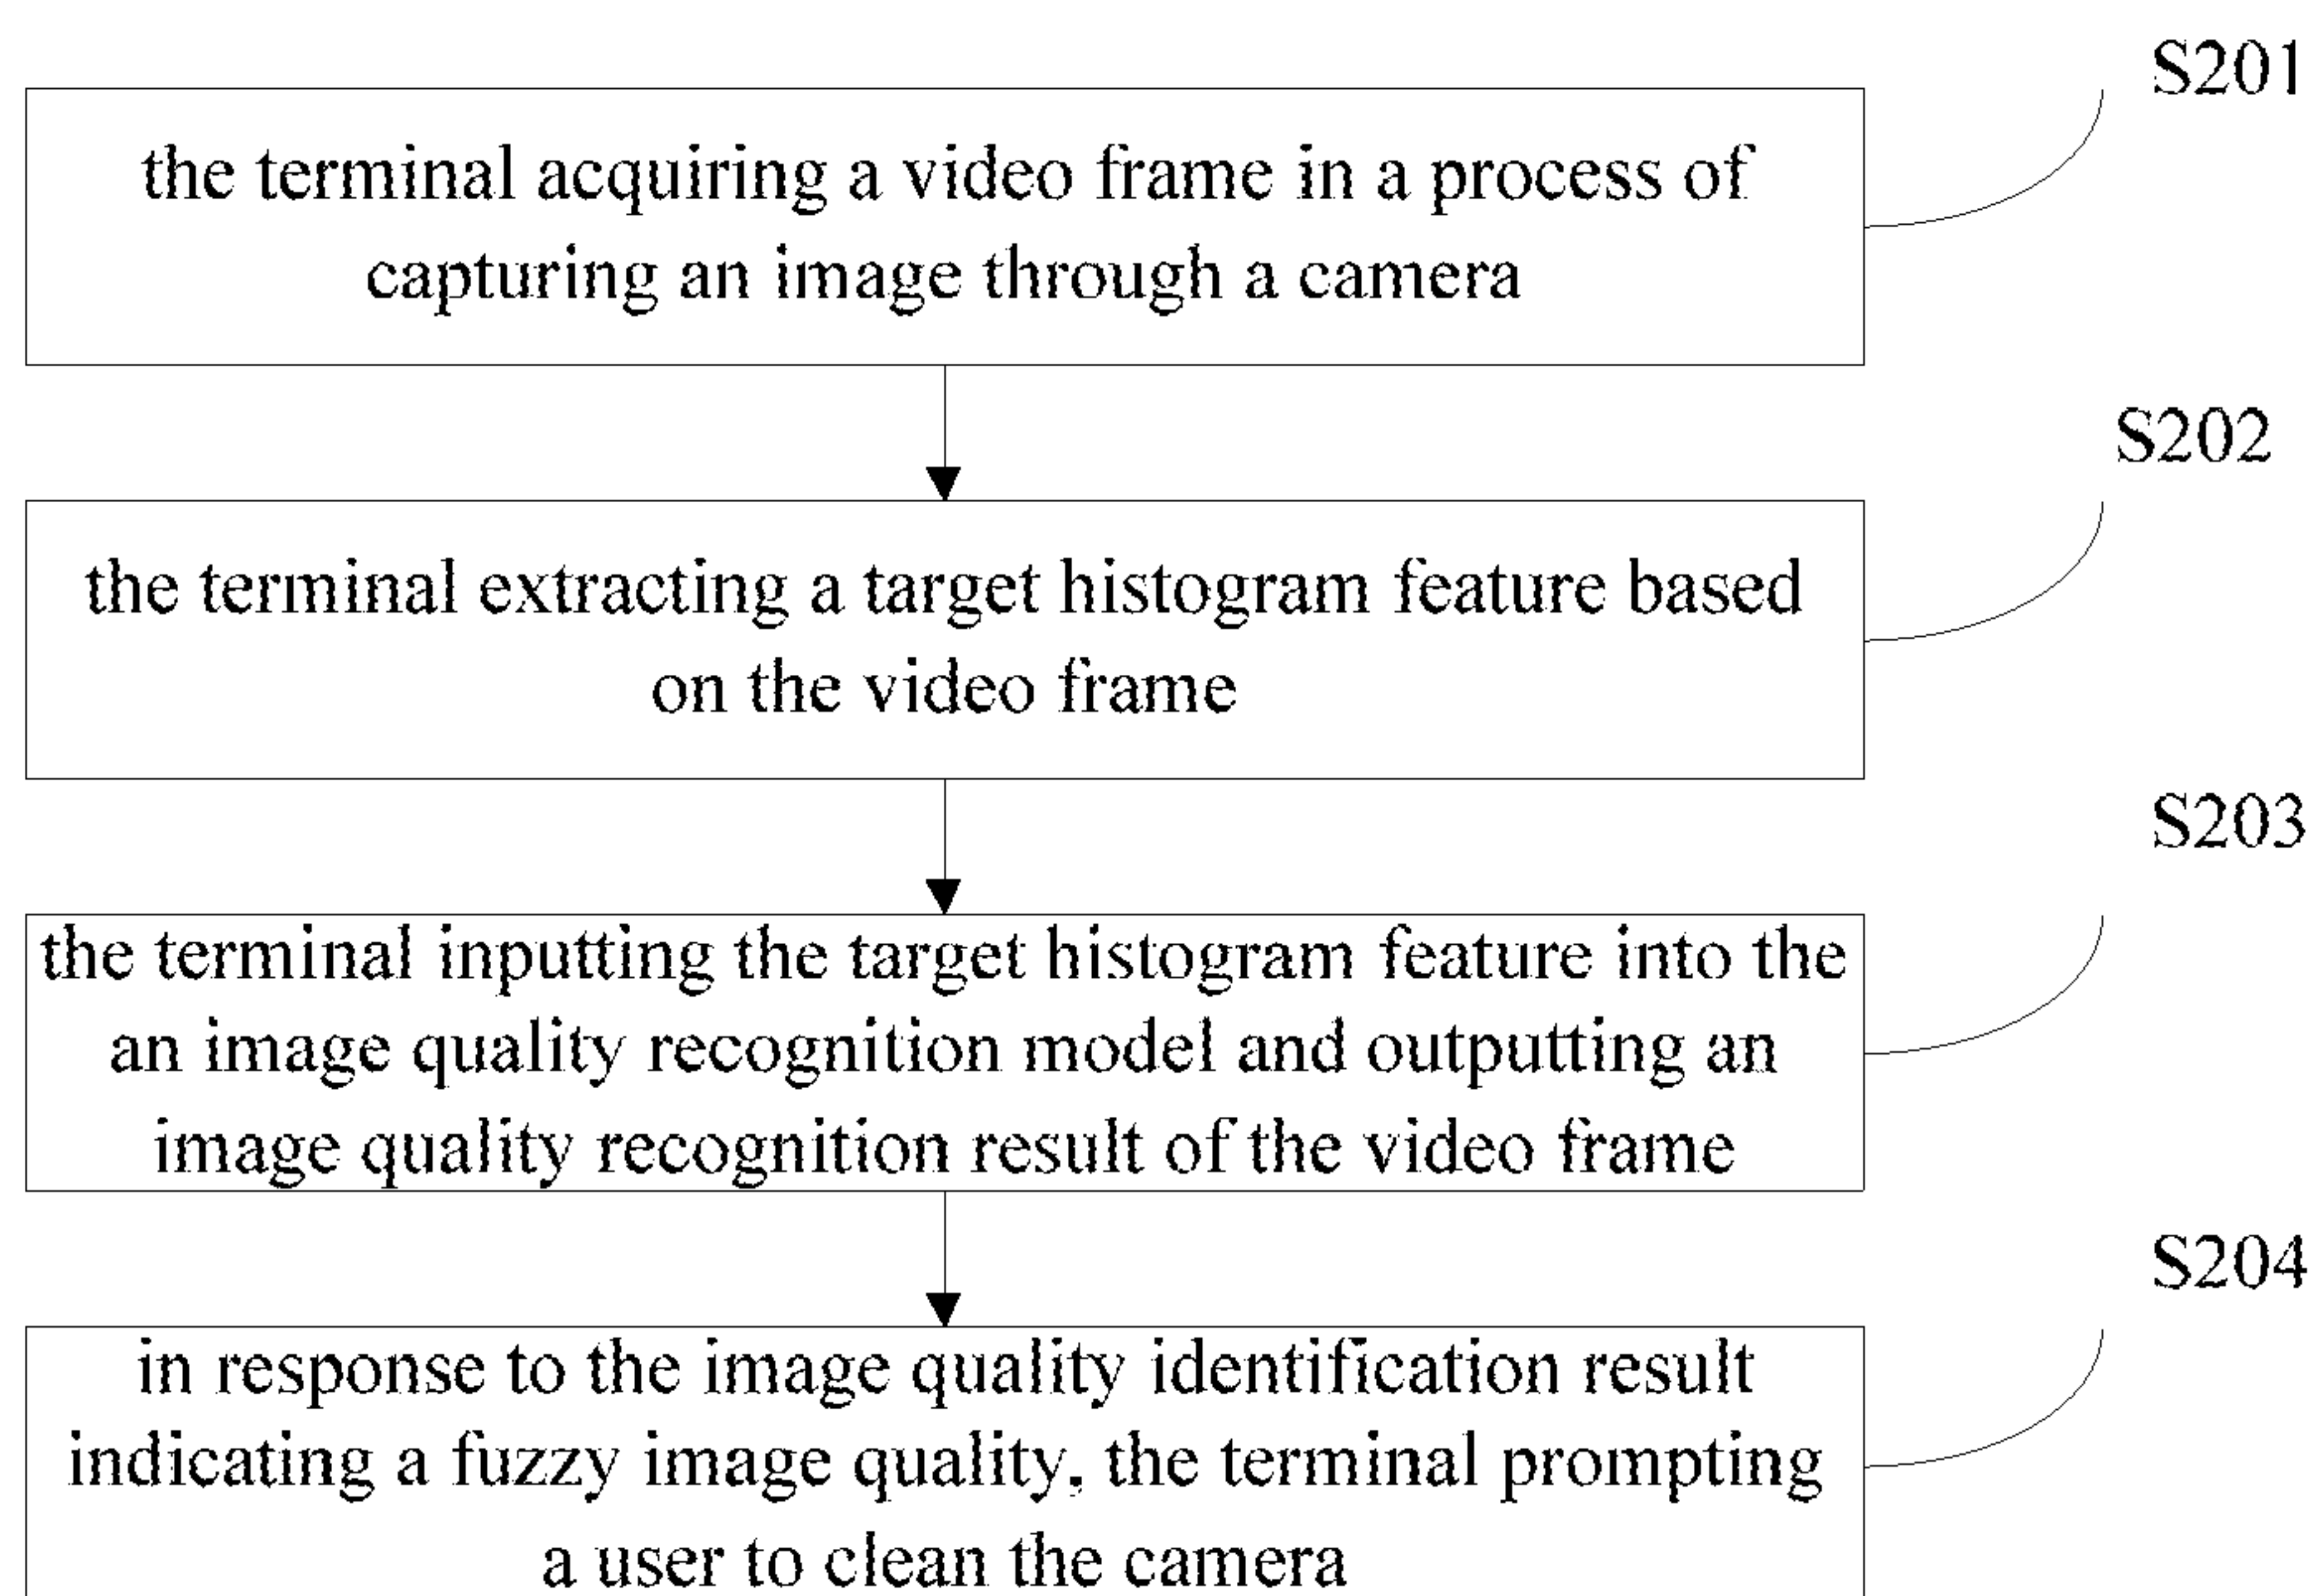 S201
the terminal acquiring a video frame in a process of
capturing an image through a camera
S202
the terminal extracting a target histogram feature based
on the video frame
S203
the terminal inputting the target histogram feature into the
an image quality recognition model and outputting an
image quality recognition result of the video frame
S204
in response to the image quality identification result
indicating a fuzzy image quality, the terminal prompting
a user to clean the camera